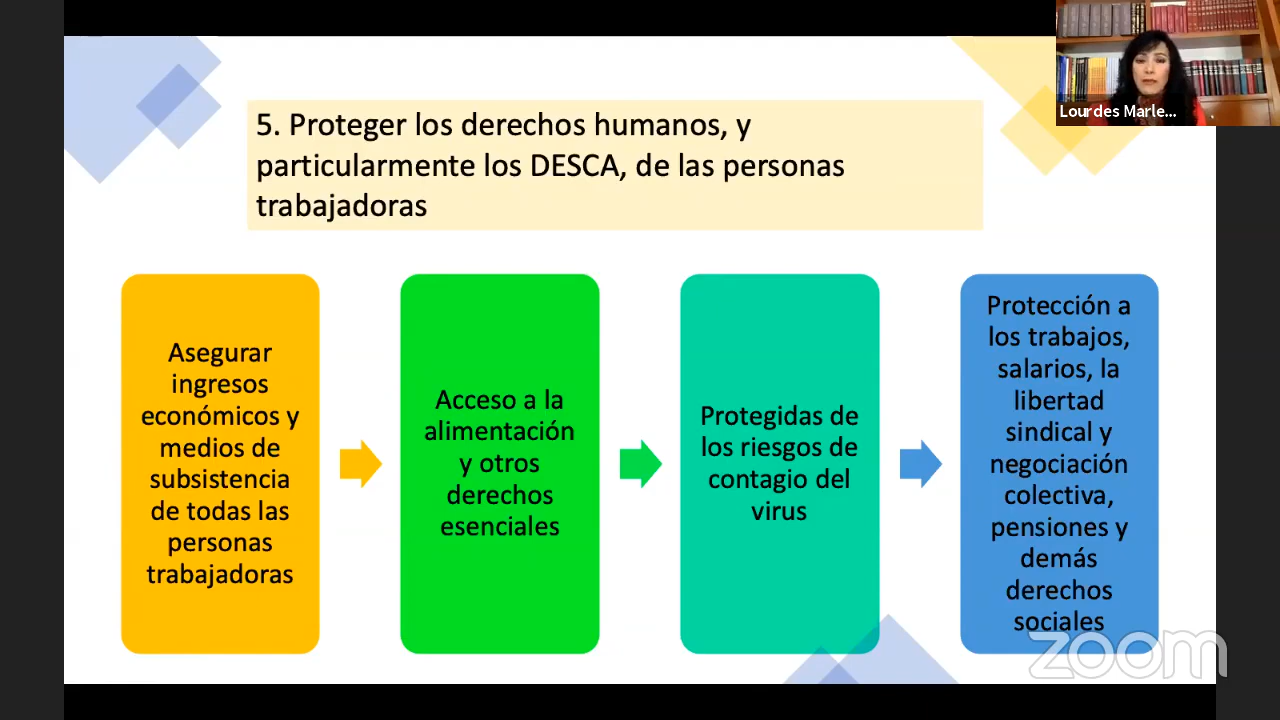 5. Proteger los derechos humanos, y
particularmente los DESCA, de las personas
trabajadoras
Lourdes Marle...
Asegurar
ingresos
económicos y
medios de
subsistencia
de todas las
personas
trabajadoras
Acceso a la
alimentación
y otros
derechos
esenciales
Protegidas de
los riesgos de
contagio del
virus
Protección a
los trabajos,
salarios, la
libertad
sindical y
negociación
colectiva,
pensiones y
demás
derechos
sociales
zoom